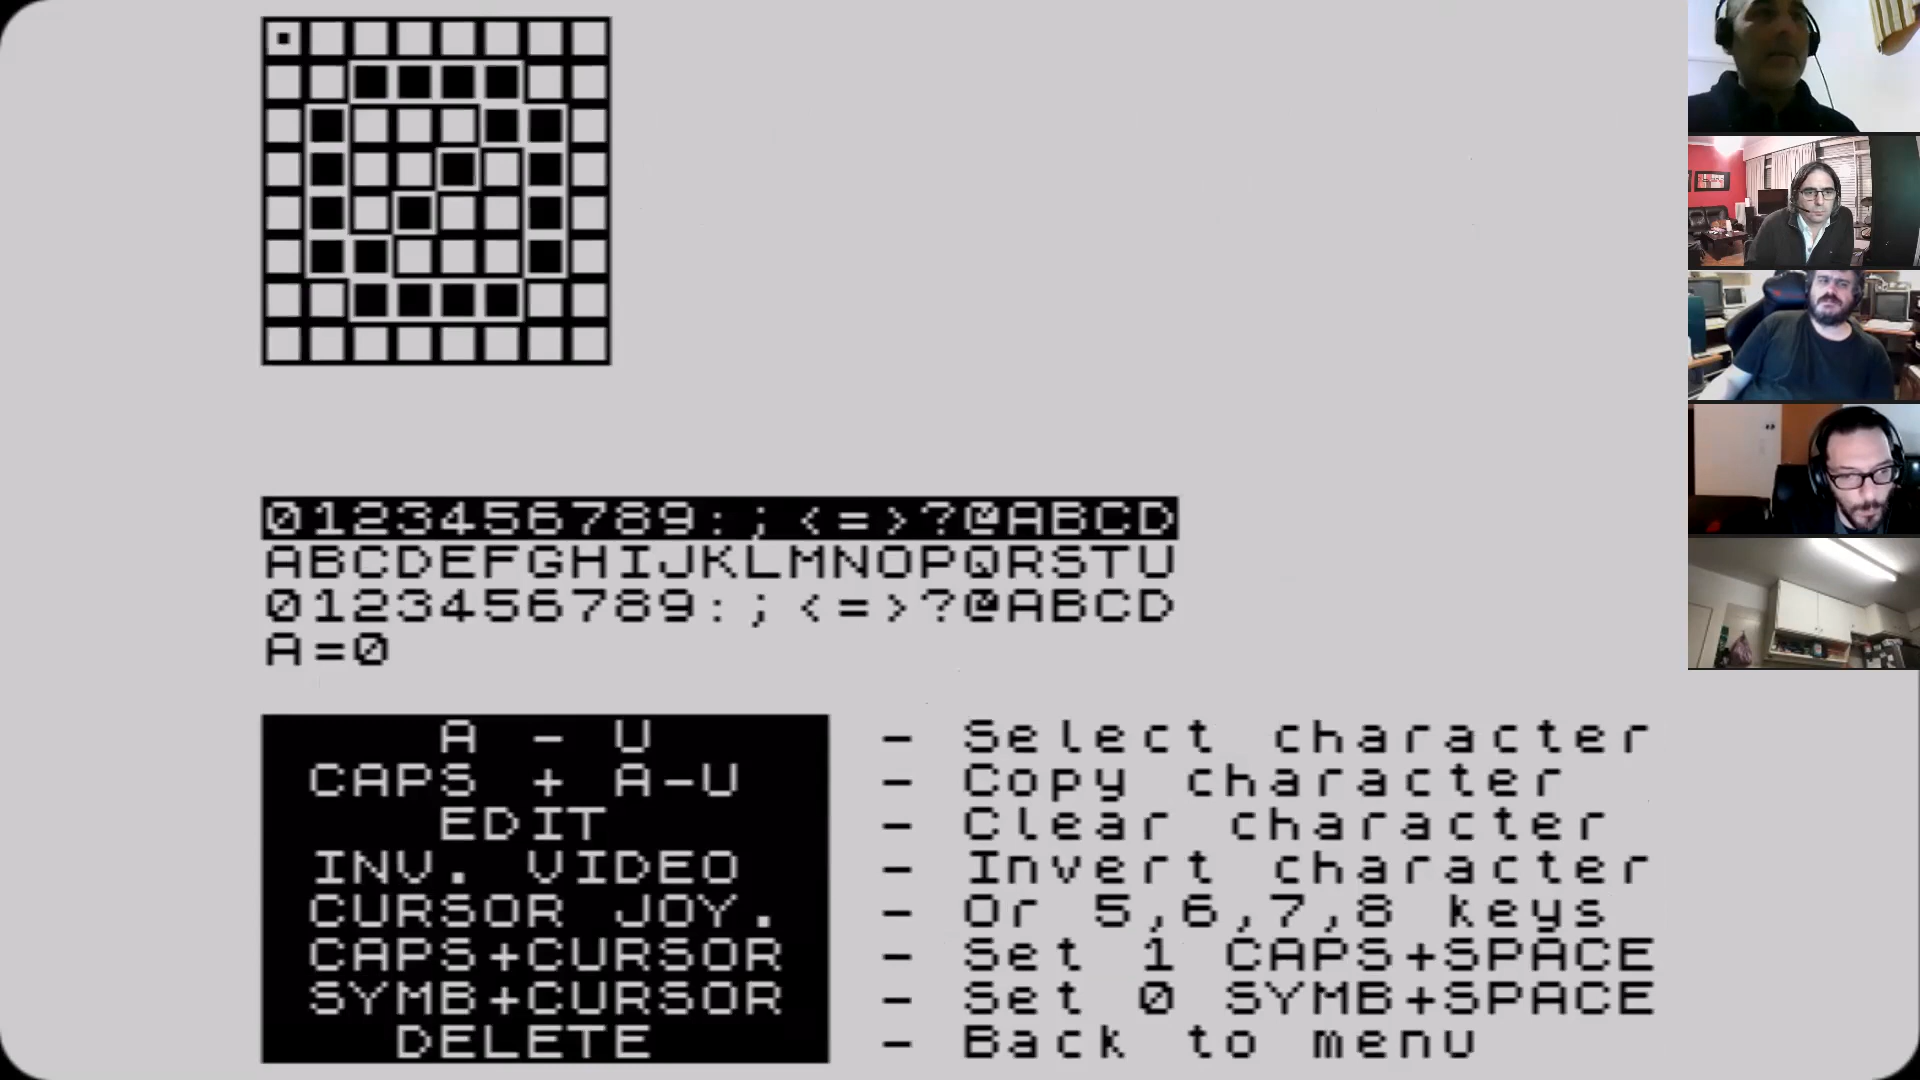 0123456789:;<=>?@ABCD
ABCDEFGHIJKLMNOPQRSTU
0123456789:;<=>?@ABCD
A=0
A - U - Select character
CAPS + A-U - Copy character
EDIT - Clear character
INV. VIDEO - Invert character
CURSOR JOY. - Or 5,6,7,8 keys
CAPS+CURSOR - Set 1 CAPS+SPACE
SYMB+CURSOR - Set 0 SYMB+SPACE
DELETE - Back to menu